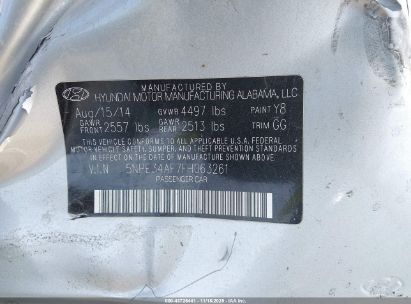 MANUFACTURED BY
HYUNDAI MOTOR MANUFACTURING ALABAMA, LLC
Aug/15/14 GVWR 4497 lbs PAINT Y8
GAWR FRONT 2557 lbs GAWR REAR 2513 lbs TRIM GG
THIS VEHICLE CONFORMS TO ALL APPLICABLE U.S.A. FEDERAL
MOTOR VEHICLE SAFETY, BUMPER, AND THEFT PREVENTION
STANDARDS IN EFFECT ON THE DATE OF MANUFACTURE SHOWN ABOVE.
V.I.N 5NPE34AF7FH063261
PASSENGER CAR